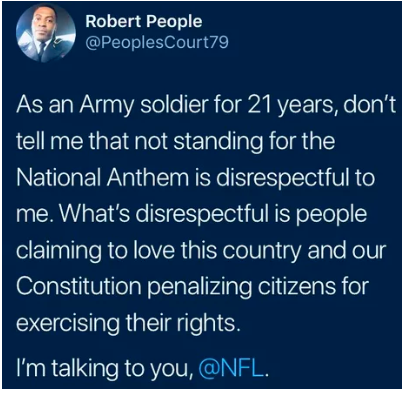 Robert People
@PeoplesCourt79
As an Army soldier for 21 years, don't
tell me that not standing for the
National Anthem is disrespectful to
me. What's disrespectful is people
claiming to love this country and our
Constitution penalizing citizens for
exercising their rights.
I'm talking to you, @NFL.